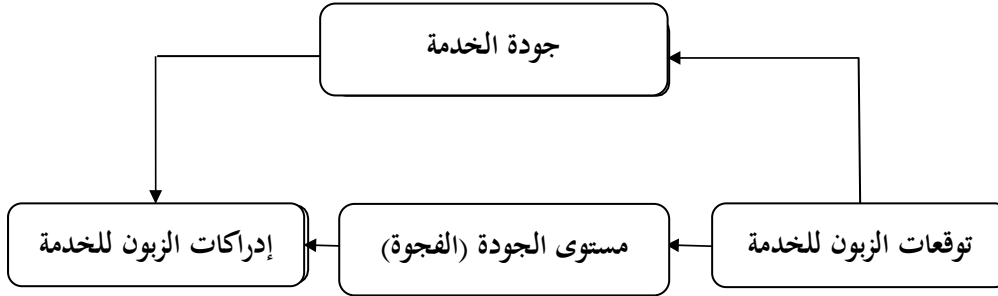 جودة الخدمة
توقعات الزبون للخدمة
مستوى الجودة (الفجوة)
إدراكات الزبون للخدمة